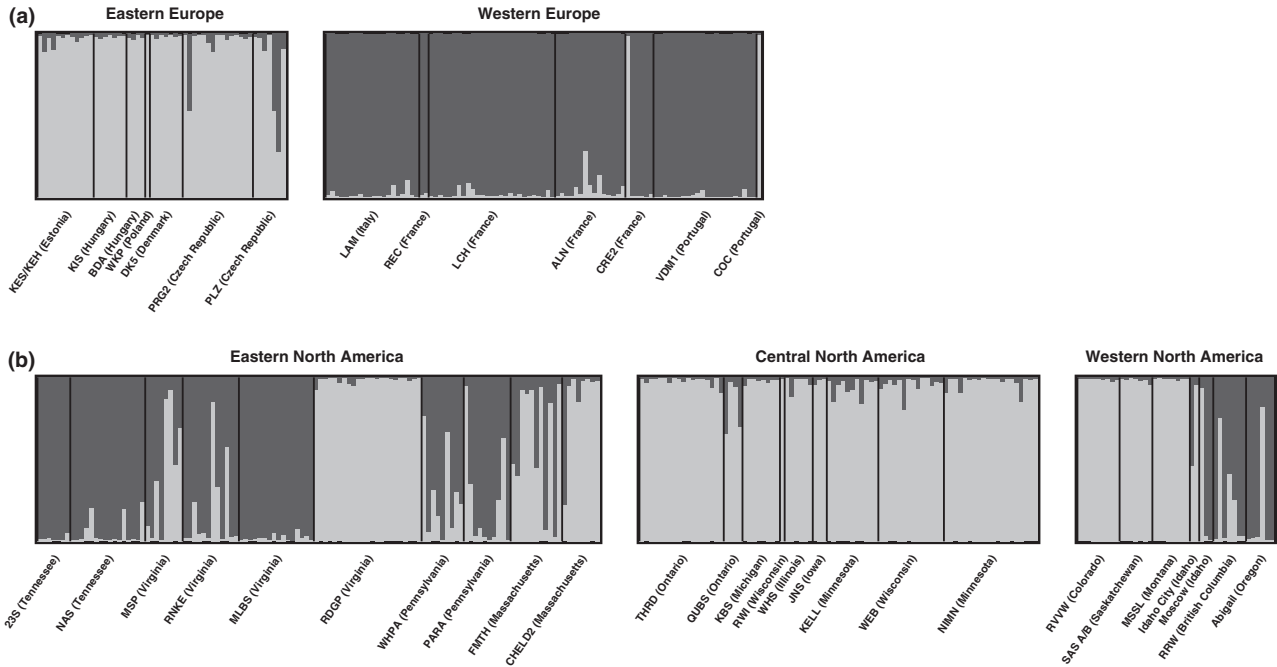 (a)
Eastern Europe
Western Europe
KES/KEH (Estonia)
KIS (Hungary)
BDA (Hungary)
WKP (Poland)
DK5 (Denmark)
PRG2 (Czech Republic)
PLZ (Czech Republic)
LAM (Italy)
REC (France)
LCH (France)
ALN (France)
CRE2 (France)
VDM1 (Portugal)
COC (Portugal)
(b)
Eastern North America
Central North America
Western North America
23S (Tennessee)
NAS (Tennessee)
MSP (Virginia)
RNKE (Virginia)
MLBS (Virginia)
RDGP (Virginia)
WHPA (Pennsylvania)
PARA (Pennsylvania)
FMTH (Massachusetts)
CHELD2 (Massachusetts)
THRD (Ontario)
QUBS (Ontario)
KBS (Michigan)
RWI (Wisconsin)
WHS (Illinois)
JNS (Iowa)
KELL (Minnesota)
WEB (Wisconsin)
NIMN (Minnesota)
RVVW (Colorado)
SAS A/B (Saskatchewan)
MSSL (Montana)
Idaho City (Idaho)
Moscow (Idaho)
RRW (British Columbia)
Abigail (Oregon)